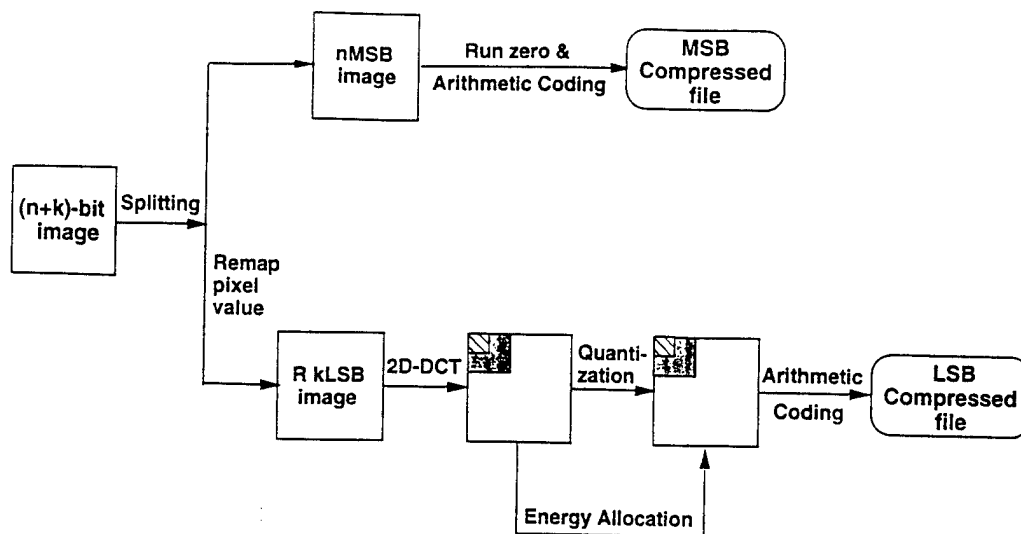 nMSB
image
Run zero &
Arithmetic Coding
MSB
Compressed
file
(n+k)-bit
image
Splitting
Remap
pixel
value
R kLSB
image
2D-DCT
Quanti-
zation
Arithmetic
Coding
LSB
Compressed
file
Energy Allocation